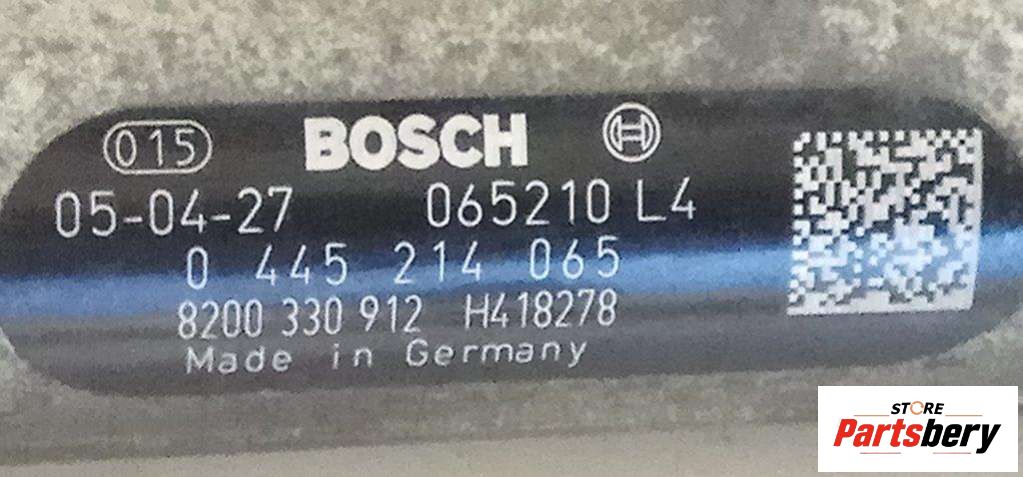 015 BOSCH
05-04-27 065210 L4
0 445 214 065
8200 330 912 H418278
Made in Germany
STORE
Partsbery